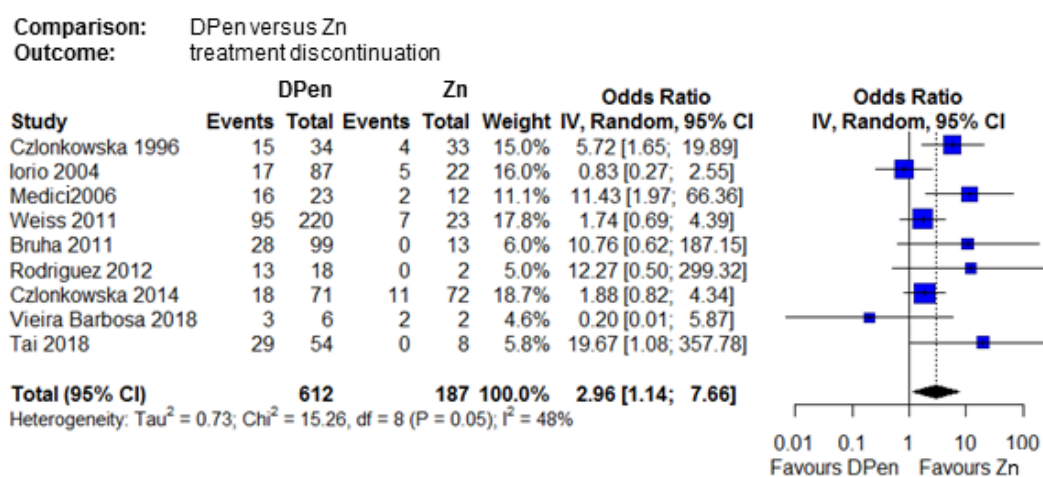 Comparison: DPen versus Zn
Outcome: treatment discontinuation
DPen Zn Odds Ratio Odds Ratio
Study Events Total Events Total Weight IV, Random, 95% CI IV, Random, 95% CI
Czlonkowska 1996 15 34 4 33 15.0% 5.72 [1.65; 19.89]
Iorio 2004 17 87 5 22 16.0% 0.83 [0.27; 2.55]
Medici2006 16 23 2 12 11.1% 11.43 [1.97; 66.36]
Weiss 2011 95 220 7 23 17.8% 1.74 [0.69; 4.39]
Bruha 2011 28 99 0 13 6.0% 10.76 [0.62; 187.15]
Rodriguez 2012 13 18 0 2 5.0% 12.27 [0.50; 299.32]
Czlonkowska 2014 18 71 11 72 18.7% 1.88 [0.82; 4.34]
Vieira Barbosa 2018 3 6 2 2 4.6% 0.20 [0.01; 5.87]
Tai 2018 29 54 0 8 5.8% 19.67 [1.08; 357.78]
Total (95% CI) 612 187 100.0% 2.96 [1.14; 7.66]
Heterogeneity: Tau² = 0.73; Chi² = 15.26, df = 8 (P = 0.05); I² = 48%
0.01 0.1 1 10 100
Favours DPen Favours Zn